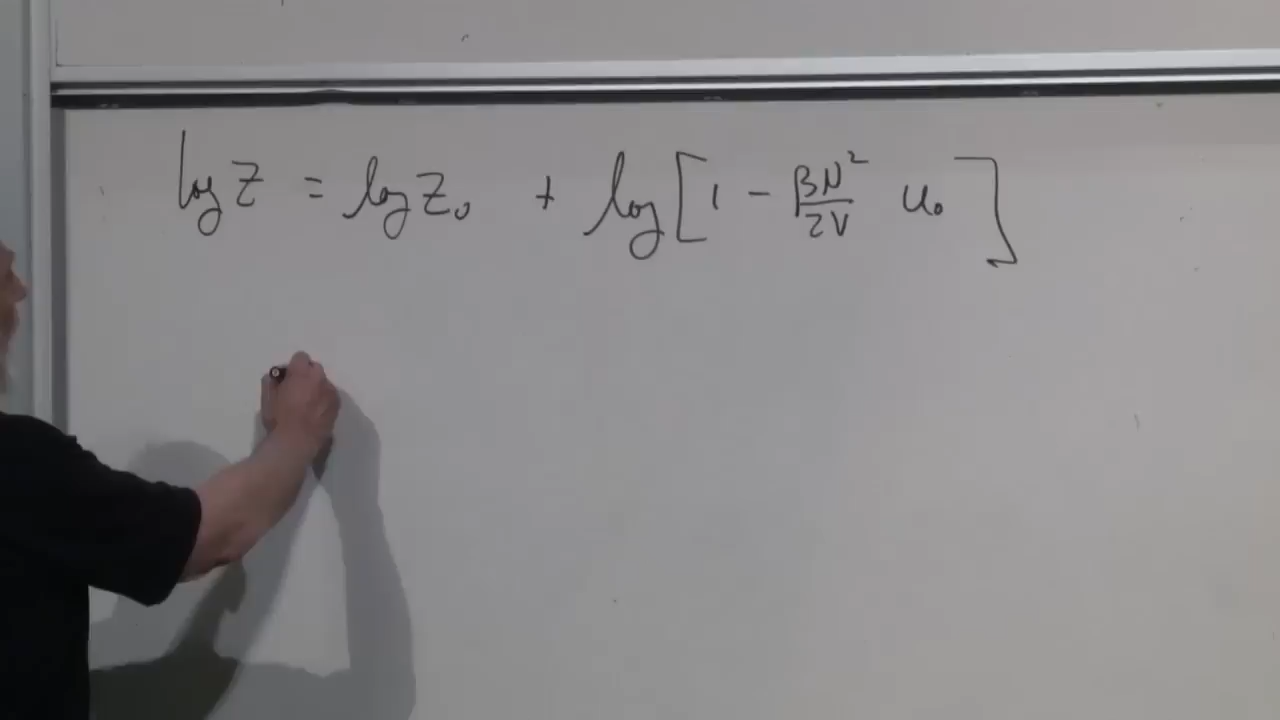 log Z = log Z₀ + log [ 1 - βN²/2V u₀ ]